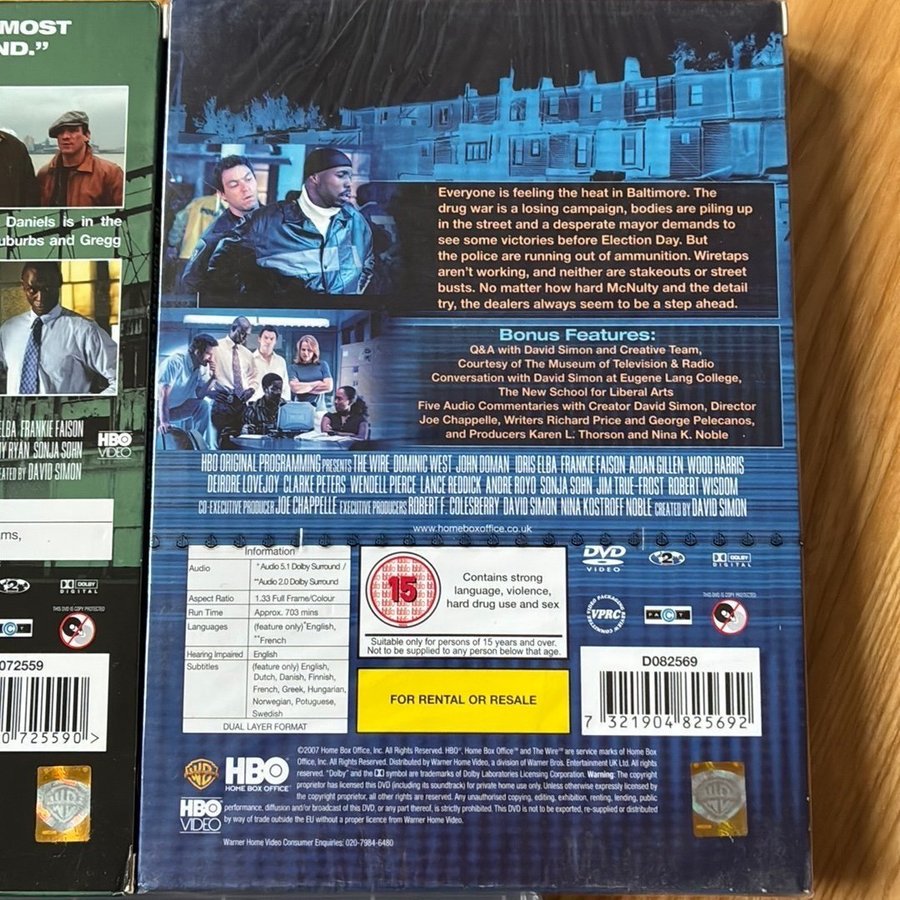 MOST
ND.”
Daniels is in the
uburbs and Gregg
ELBA FRANKIE FAISON
RYAN SONJA SOHN
CREATED BY DAVID SIMON
HBO
VIDEO
ams,
DOLBY
DIGITAL
THIS DVD IS COPY PROTECTED
PACT
072559
0 725590 >
Everyone is feeling the heat in Baltimore. The
drug war is a losing campaign, bodies are piling up
in the street and a desperate mayor demands to
see some victories before Election Day. But
the police are running out of ammunition. Wiretaps
aren’t working, and neither are stakeouts or street
busts. No matter how hard McNulty and the detail
try, the dealers always seem to be a step ahead.
Bonus Features:
Q&A with David Simon and Creative Team,
Courtesy of The Museum of Television & Radio
Conversation with David Simon at Eugene Lang College,
The New School for Liberal Arts
Five Audio Commentaries with Creator David Simon, Director
Joe Chappelle, Writers Richard Price and George Pelecanos,
and Producers Karen L. Thorson and Nina K. Noble
HBO ORIGINAL PROGRAMMING PRESENTS THE WIRE DOMINIC WEST JOHN DOMAN IDRIS ELBA FRANKIE FAISON AIDAN GILLEN WOOD HARRIS
DEIRDRE LOVEJOY CLARKE PETERS WENDELL PIERCE LANCE REDDICK ANDRE ROYO SONJA SOHN JIM TRUE-FROST ROBERT WISDOM
CO-EXECUTIVE PRODUCER JOE CHAPPELLE EXECUTIVE PRODUCERS ROBERT F. COLESBERRY DAVID SIMON NINA KOSTROFF NOBLE CREATED BY DAVID SIMON
www.homeboxoffice.co.uk
Information
Audio *Audio 5.1 Dolby Surround /
**Audio 2.0 Dolby Surround
Aspect Ratio 1.33 Full Frame/Colour
Run Time Approx. 703 mins
Languages (feature only)*English,
**French
Hearing Impaired English
Subtitles (feature only) English,
Dutch, Danish, Finnish,
French, Greek, Hungarian,
Norwegian, Potuguese,
Swedish
DUAL LAYER FORMAT
15
Contains strong
language, violence,
hard drug use and sex
Suitable only for persons of 15 years and over.
Not to be supplied to any person below that age.
FOR RENTAL OR RESALE
DVD
VIDEO
2
DOLBY
DIGITAL
VPRC
PACT
THIS DVD IS COPY PROTECTED
D082569
7 321904 825692
WB
HBO
HOME BOX OFFICE
HBO
VIDEO
©2007 Home Box Office, Inc. All Rights Reserved. HBO®, Home Box Office℠ and The Wire℠ are service marks of Home Box
Office, Inc. All Rights Reserved. Distributed by Warner Home Video, a division of Warner Bros. Entertainment UK Ltd. All rights
reserved. "Dolby" and the DD symbol are trademarks of Dolby Laboratories Licensing Corporation. Warning: The copyright
proprietor has licensed this DVD (including its soundtrack) for private home use only. Unless otherwise expressly licensed by
the copyright proprietor, all other rights are reserved. Any unauthorised copying, editing, exhibition, renting, lending, public
performance, diffusion and/or broadcast of this DVD, or any part thereof, is strictly prohibited. This DVD is not to be exported, re-supplied or distributed
by way of trade outside the EU without a proper licence from Warner Home Video.
Warner Home Video Consumer Enquiries: 020-7984-6480